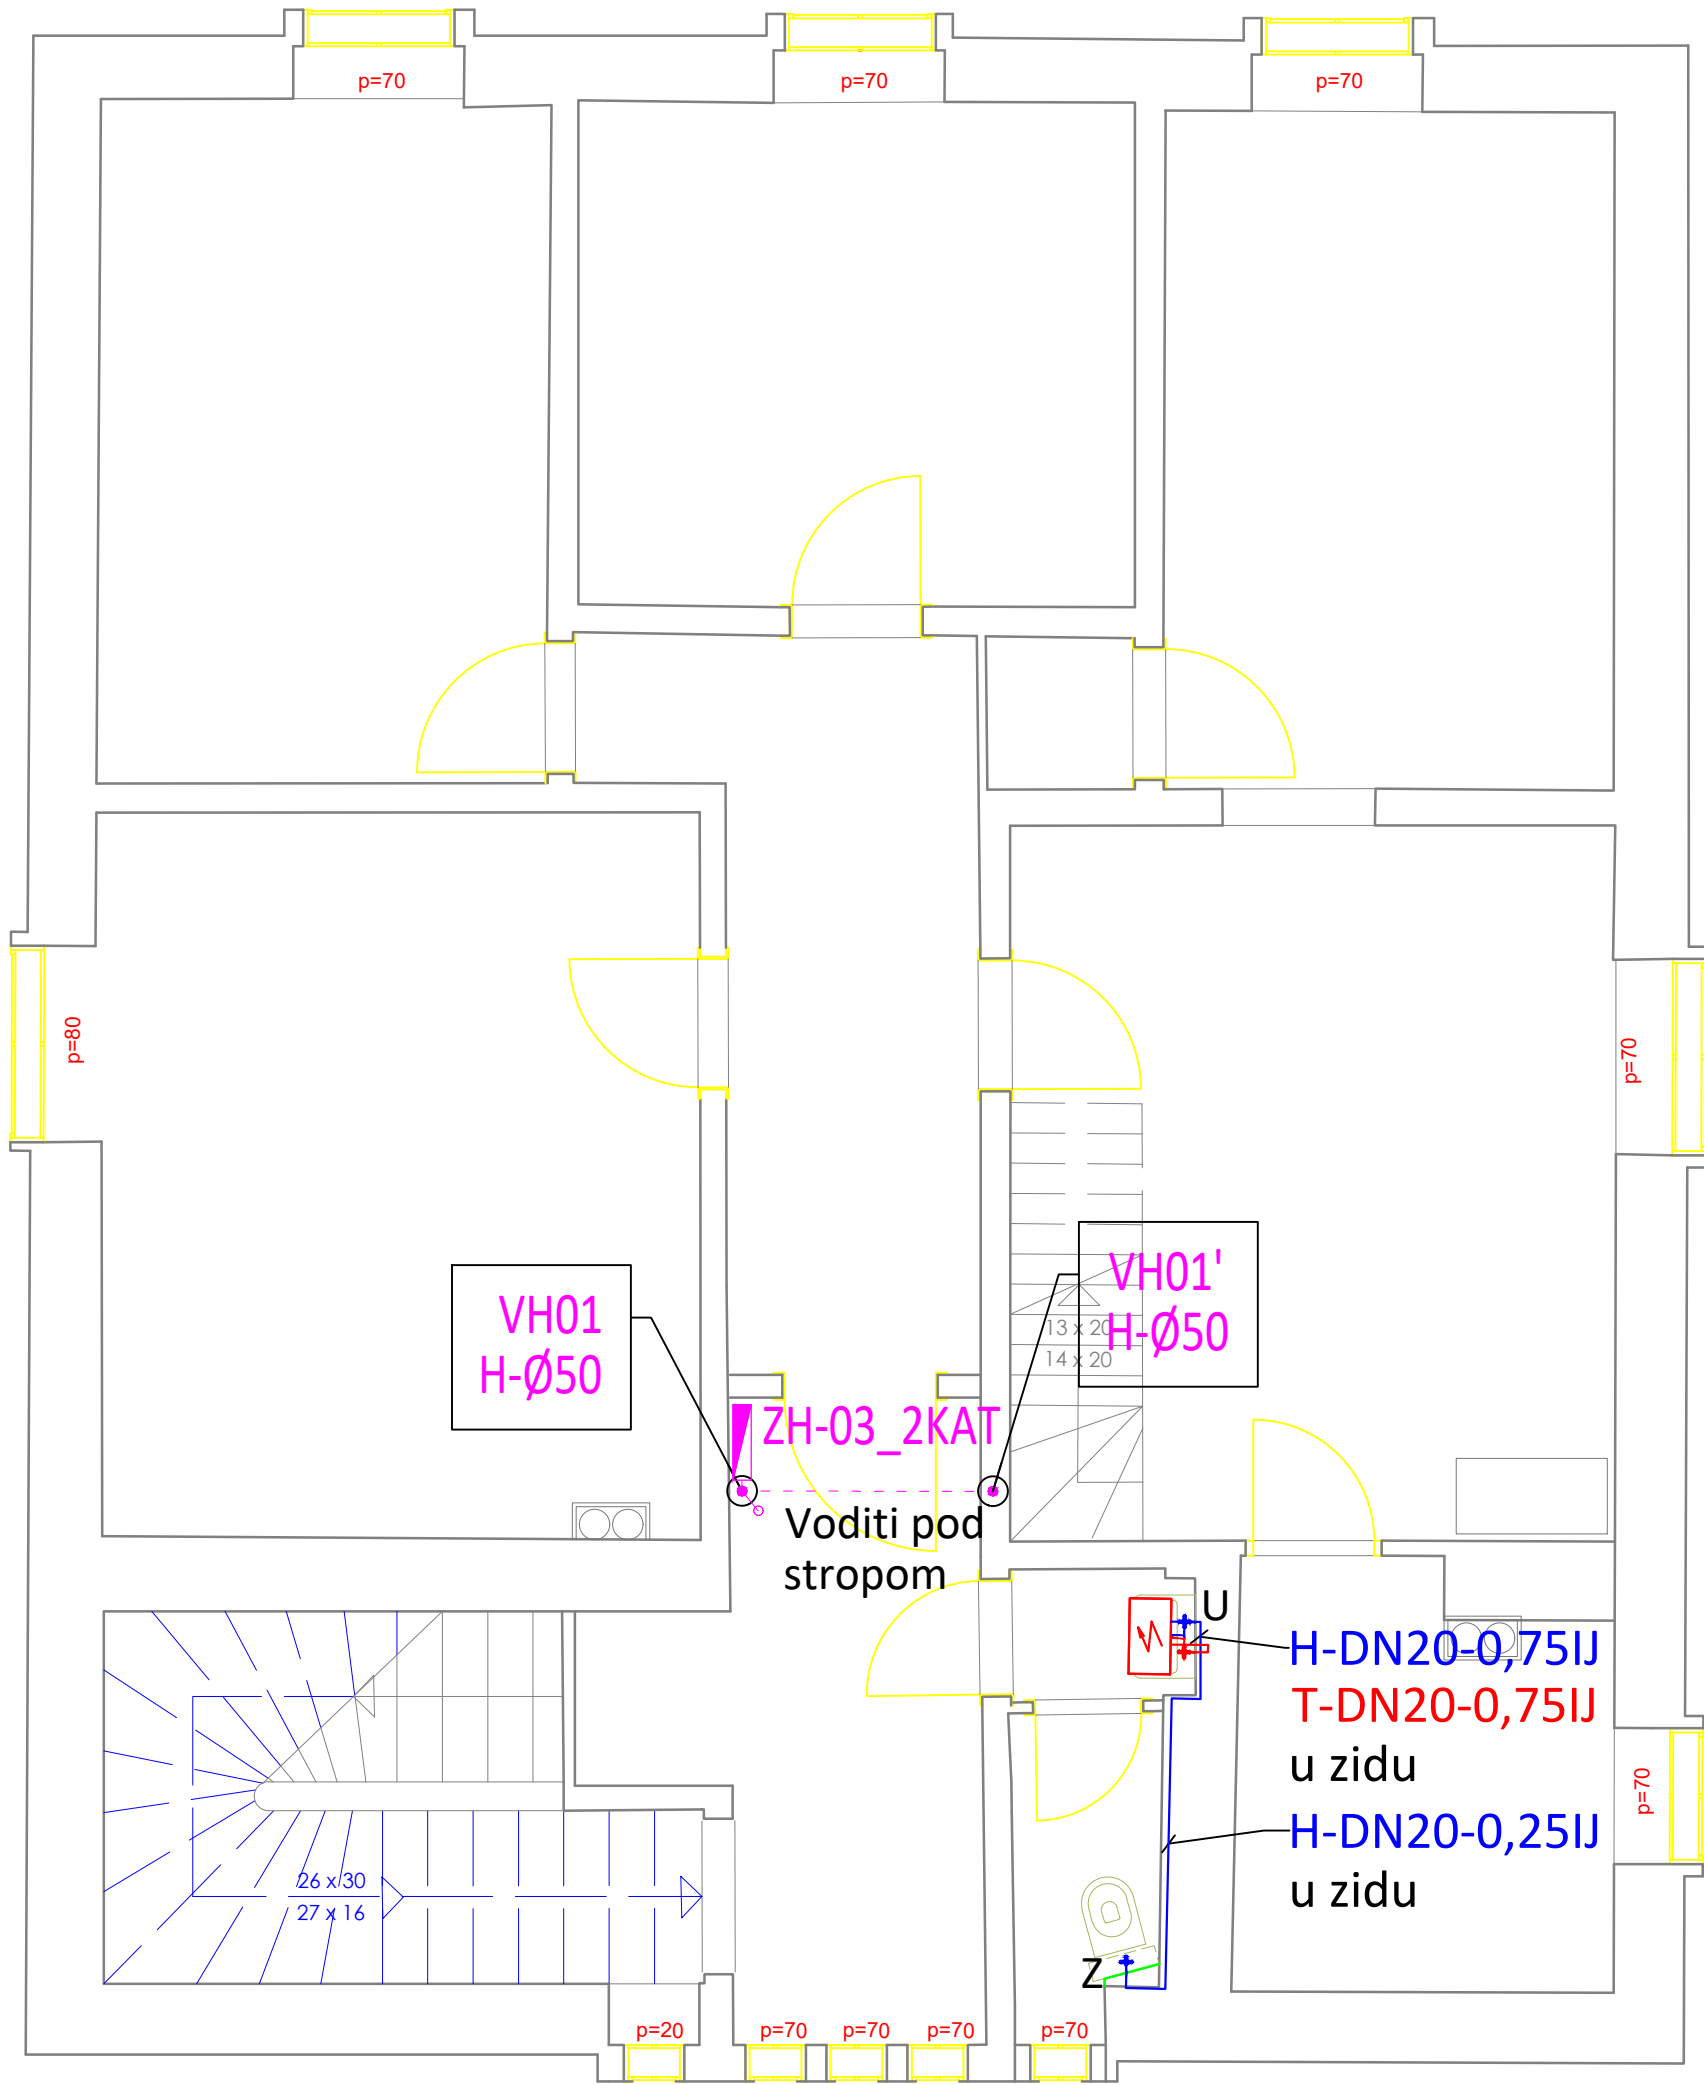 p=70
p=70
p=70
p=80
p=70
VH01'
H-Ø50
VH01
H-Ø50
13 x 20
14 x 20
ZH-03_2KAT
Voditi pod
stropom
U
H-DN20-0,75IJ
T-DN20-0,75IJ
u zidu
p=70
H-DN20-0,25IJ
u zidu
26 x 30
27 x 16
Z
p=20
p=70
p=70
p=70
p=70